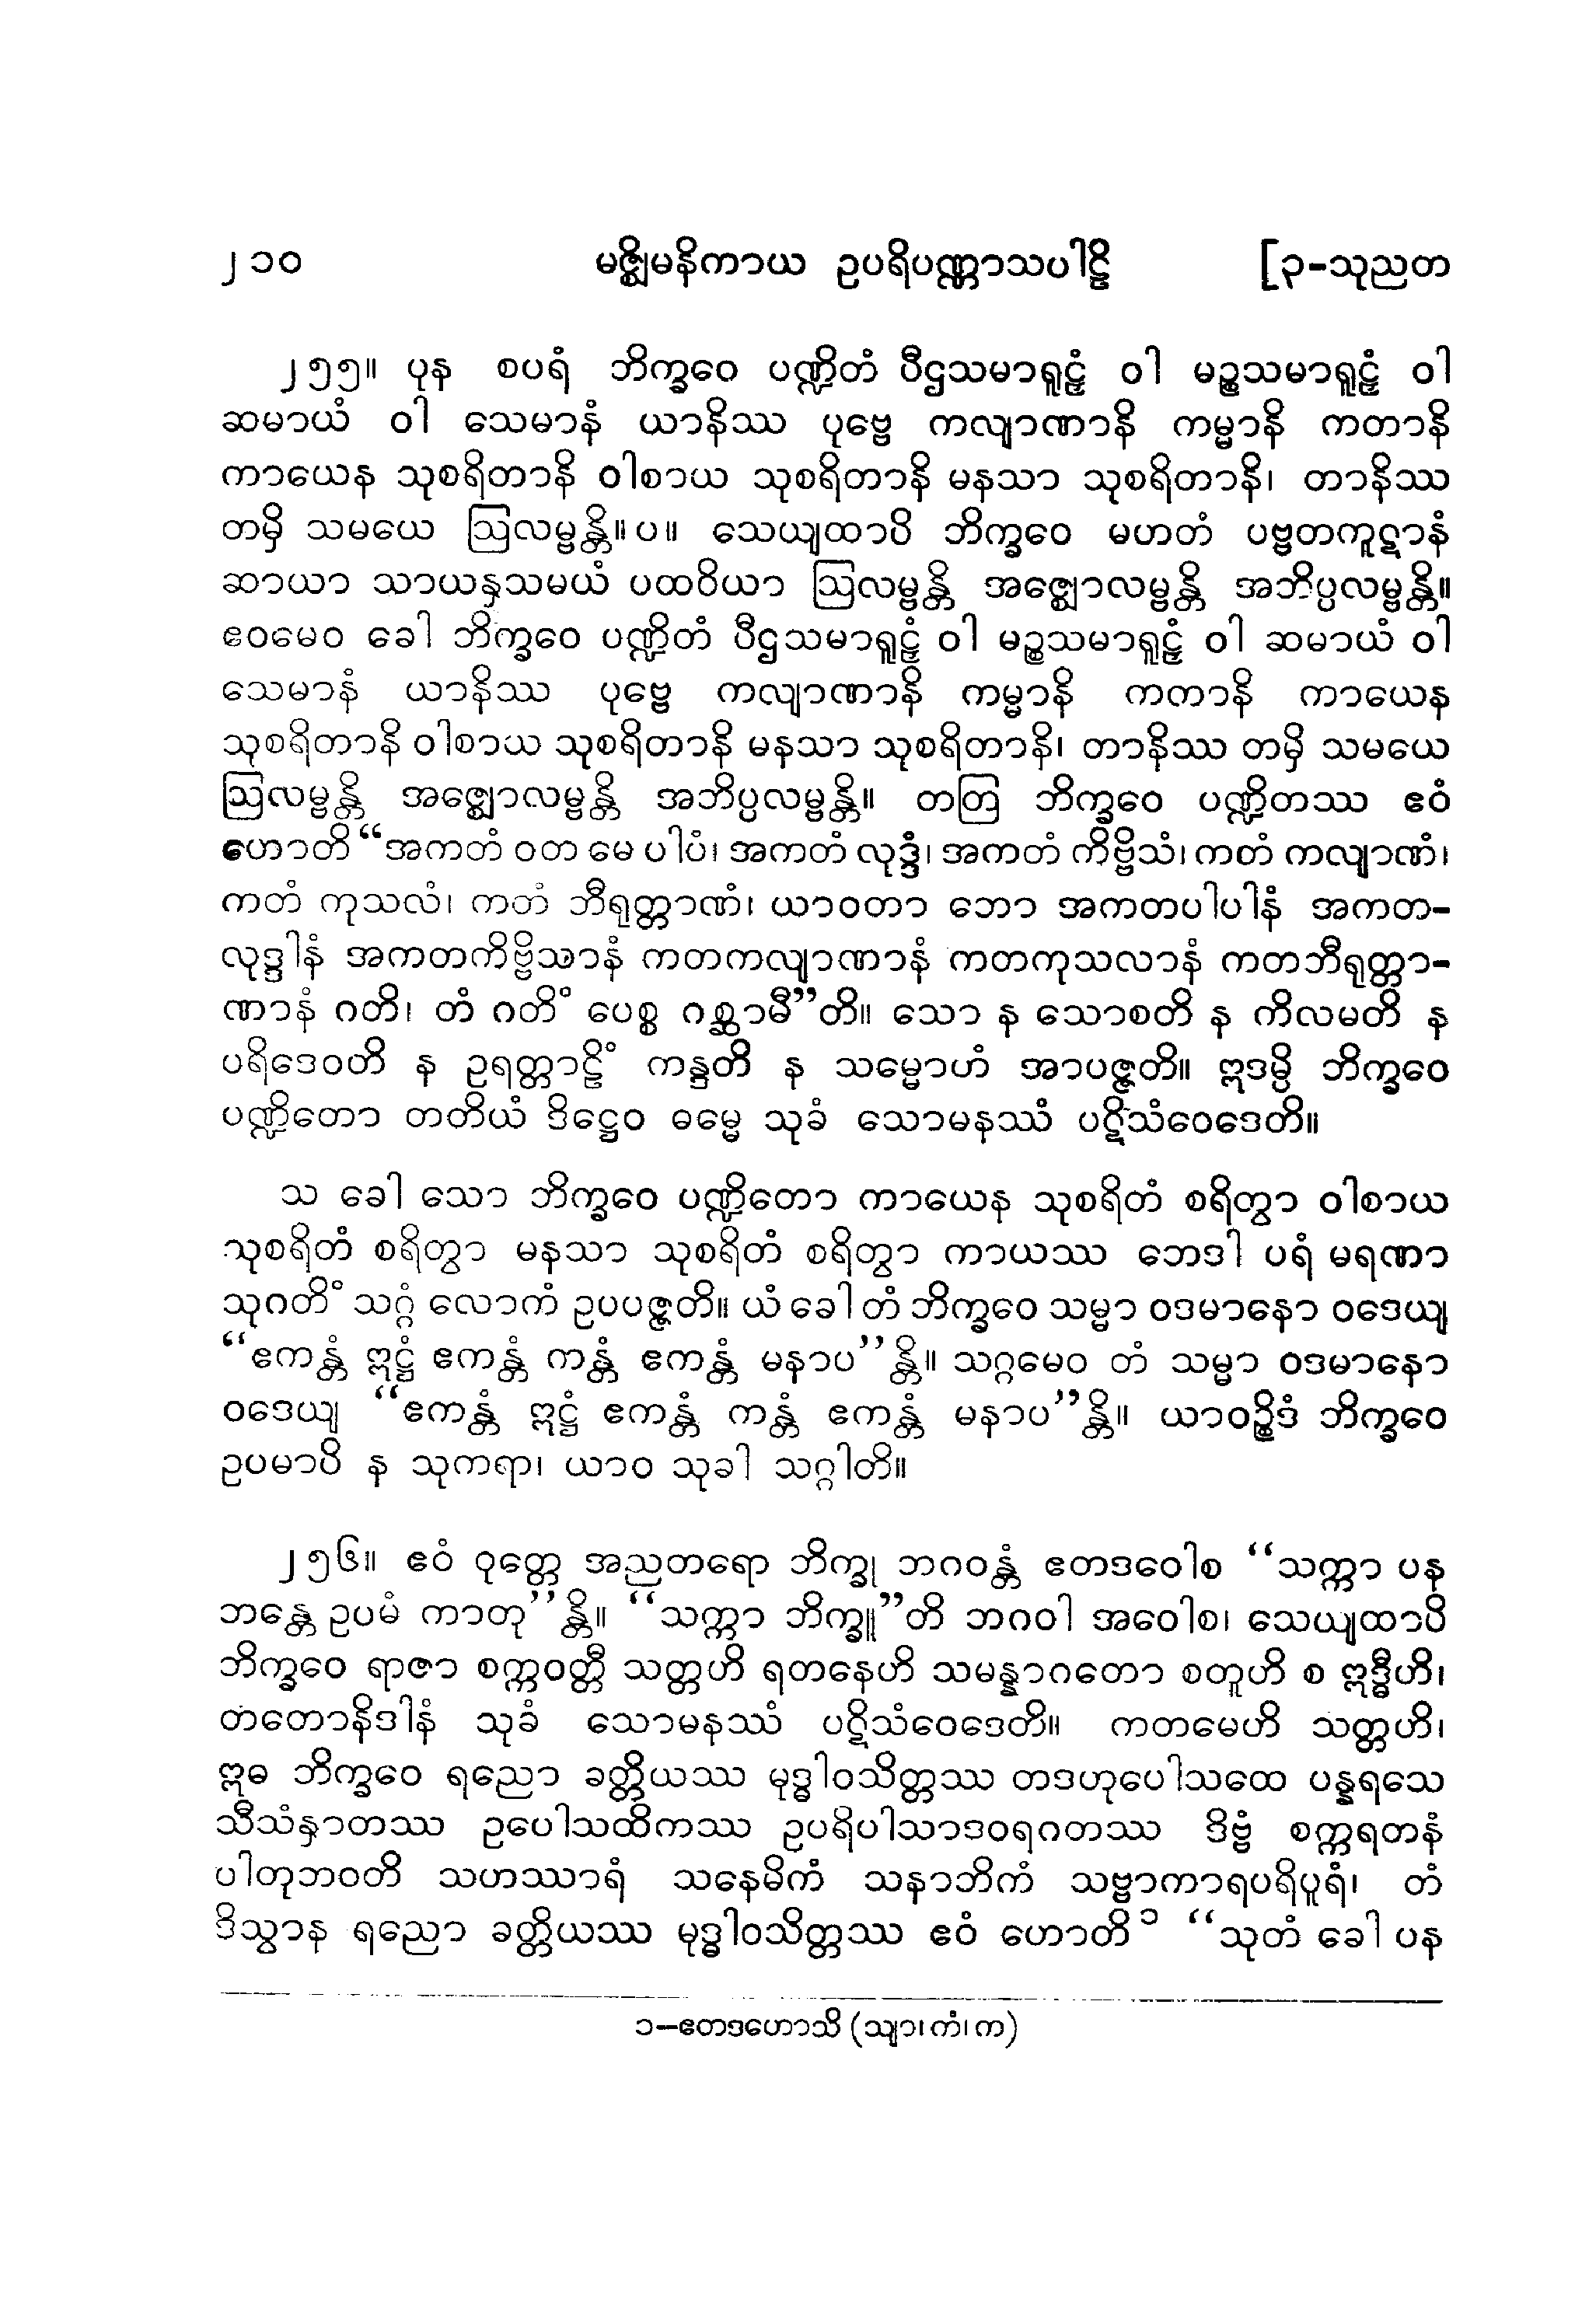 ၂၁၀ မဇ္ဈိမနိကာယ ဥပရိပဏ္ဏာသပါဠိ [၃-သုညတ
၂၅၅။ ပုန စပရံ ဘိက္ခဝေ ပဏ္ဍိတံ ပီဌသမာရူဠှံ ဝါ မဉ္စသမာရူဠှံ ဝါ
ဆမာယံ ဝါ သေမာနံ ယာနိဿ ပုဗ္ဗေ ကလျာဏာနိ ကမ္မာနိ ကတာနိ
ကာယေန သုစရိတာနိ ဝါစာယ သုစရိတာနိ မနသာ သုစရိတာနိ၊ တာနိဿ
တမှိ သမယေ ဩလမ္ဗန္တိ။ပ။ သေယျထာပိ ဘိက္ခဝေ မဟတံ ပဗ္ဗတကူဋာနံ
ဆာယာ သာယနှသမယံ ပထဝိယာ ဩလမ္ဗန္တိ အဇ္ဈောလမ္ဗန္တိ အဘိပ္ပလမ္ဗန္တိ။
ဧဝမေဝ ခေါ ဘိက္ခဝေ ပဏ္ဍိတံ ပီဌသမာရူဠှံ ဝါ မဉ္စသမာရူဠှံ ဝါ ဆမာယံ ဝါ
သေမာနံ ယာနိဿ ပုဗ္ဗေ ကလျာဏာနိ ကမ္မာနိ ကကာနိ ကာယေန
သုစရိတာနိ ဝါစာယ သုစရိတာနိ မနသာ သုစရိတာနိ၊ တာနိဿ တမှိ သမယေ
ဩလမ္ဗန္တိ အဇ္ဈောလမ္ဗန္တိ အဘိပ္ပလမ္ဗန္တိ။ တတြ ဘိက္ခဝေ ပဏ္ဍိတဿ ဧဝံ
ဟောတိ“အကတံ ဝတ မေ ပါပံ၊ အကတံ လုဒ္ဒံ၊ အကတံ ကိဗ္ဗိသံ၊ ကတံ ကလျာဏံ၊
ကတံ ကုသလံ၊ ကတံ ဘီရုတ္တာဏံ၊ ယာဝတာ ဘော အကတပါပါနံ အကတ-
လုဒ္ဒါနံ အကတကိဗ္ဗိသာနံ ကတကလျာဏာနံ ကတကုသလာနံ ကတဘီရုတ္တာ-
ဏာနံ ဂတိ၊ တံ ဂတိံ ပေစ္စ ဂစ္ဆာမီ”တိ။ သော န သောစတိ န ကိလမတိ န
ပရိဒေဝတိ န ဥရတ္တာဠိံ ကန္ဒတိ န သမ္မောဟံ အာပဇ္ဇတိ။ ဣဒမ္ပိ ဘိက္ခဝေ
ပဏ္ဍိတော တတိယံ ဒိဋ္ဌေဝ ဓမ္မေ သုခံ သောမနဿံ ပဋိသံဝေဒေတိ။
သ ခေါ သော ဘိက္ခဝေ ပဏ္ဍိတော ကာယေန သုစရိတံ စရိတွာ ဝါစာယ
သုစရိတံ စရိတွာ မနသာ သုစရိတံ စရိတွာ ကာယဿ ဘေဒါ ပရံ မရဏာ
သုဂတိံ သဂ္ဂံ လောကံ ဥပပဇ္ဇတိ။ ယံ ခေါ တံ ဘိက္ခဝေ သမ္မာ ဝဒမာနော ဝဒေယျ
“ဧကန္တံ ဣဋ္ဌံ ဧကန္တံ ကန္တံ ဧကန္တံ မနာပ”န္တိ။ သဂ္ဂမေဝ တံ သမ္မာ ဝဒမာနော
ဝဒေယျ “ဧကန္တံ ဣဋ္ဌံ ဧကန္တံ ကန္တံ ဧကန္တံ မနာပ”န္တိ။ ယာဝဉ္စိဒံ ဘိက္ခဝေ
ဥပမာပိ န သုကရာ၊ ယာဝ သုခါ သဂ္ဂါတိ။
၂၅၆။ ဧဝံ ဝုတ္တေ အညတရော ဘိက္ခု ဘဂဝန္တံ ဧတဒဝေါစ “သက္ကာ ပန
ဘန္တေ ဥပမံ ကာတု”န္တိ။ “သက္ကာ ဘိက္ခူ”တိ ဘဂဝါ အဝေါစ၊ သေယျထာပိ
ဘိက္ခဝေ ရာဇာ စက္ကဝတ္တီ သတ္တဟိ ရတနေဟိ သမန္နာဂတော စတူဟိ စ ဣဒ္ဓီဟိ၊
တတောနိဒါနံ သုခံ သောမနဿံ ပဋိသံဝေဒေတိ။ ကတမေဟိ သတ္တဟိ၊
ဣဓ ဘိက္ခဝေ ရညော ခတ္တိယဿ မုဒ္ဓါဝသိတ္တဿ တဒဟုပေါသထေ ပန္နရသေ
သီသံနှာတဿ ဥပေါသထိကဿ ဥပရိပါသာဒဝရဂတဿ ဒိဗ္ဗံ စက္ကရတနံ
ပါတုဘဝတိ သဟဿာရံ သနေမိကံ သနာဘိကံ သဗ္ဗာကာရပရိပူရံ၊ တံ
ဒိသွာန ရညော ခတ္တိယဿ မုဒ္ဓါဝသိတ္တဿ ဧဝံ ဟောတိ ၁ “သုတံ ခေါ ပန
၁–ဧတဒဟောသိ (သျာ၊ ကံ၊ က)